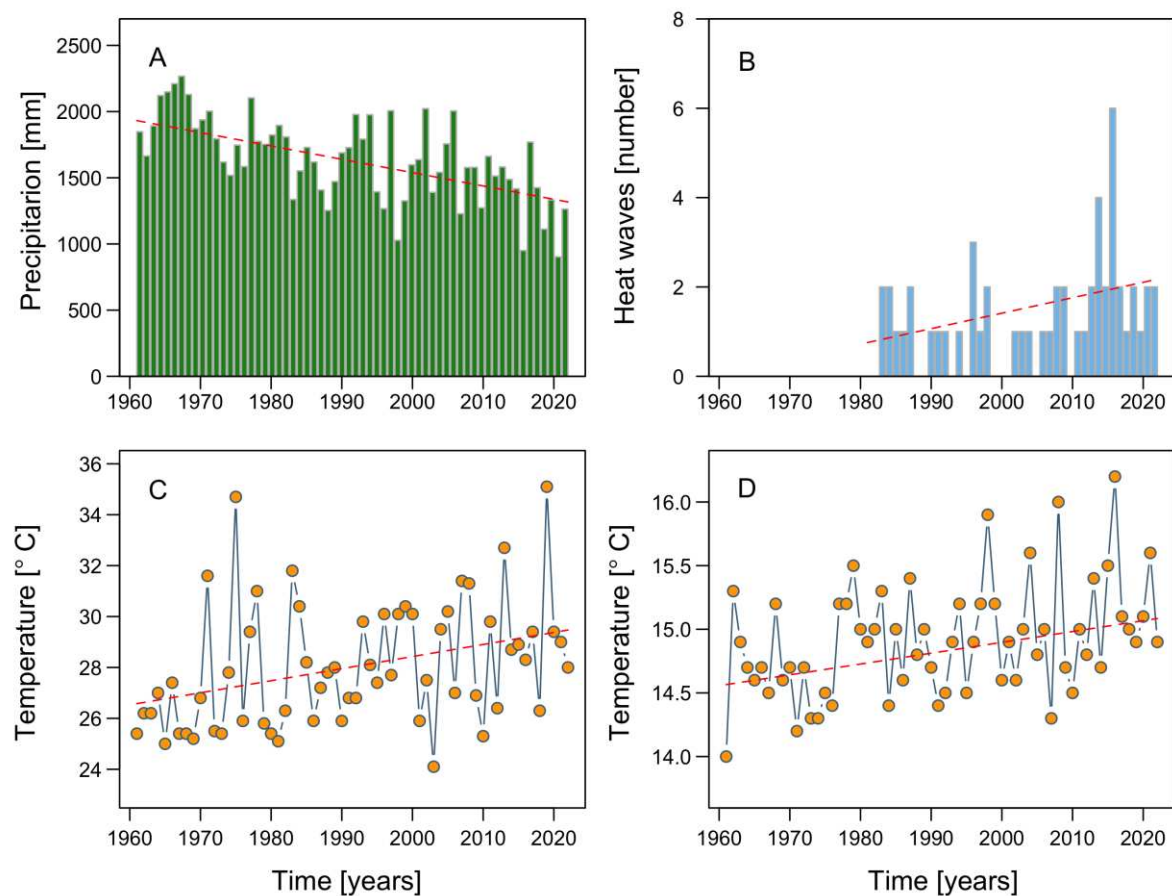 A
Precipitarion [mm]
2500
2000
1500
1000
500
0
1960 1970 1980 1990 2000 2010 2020
B
Heat waves [number]
8
6
4
2
0
1960 1970 1980 1990 2000 2010 2020
C
Temperature [° C]
36
34
32
30
28
26
24
1960 1970 1980 1990 2000 2010 2020
Time [years]
D
Temperature [° C]
16.0
15.5
15.0
14.5
14.0
1960 1970 1980 1990 2000 2010 2020
Time [years]